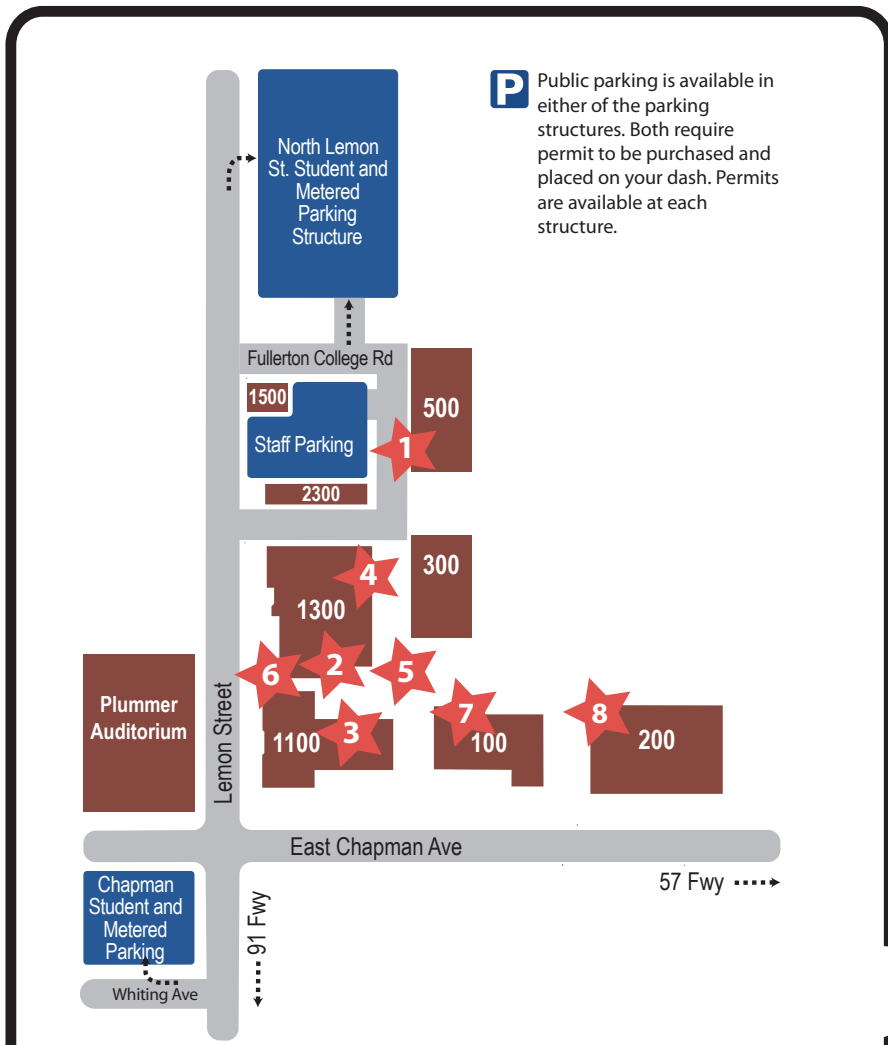 P
Public parking is available in
either of the parking
structures. Both require
permit to be purchased and
placed on your dash. Permits
are available at each
structure.
North Lemon
St. Student and
Metered
Parking
Structure
Fullerton College Rd
1500
500
Staff Parking
1
2300
300
4
1300
6
2
5
Plummer
Auditorium
Lemon Street
7
8
3
1100
100
200
East Chapman Ave
57 Fwy
Chapman
Student and
Metered
Parking
91 Fwy
Whiting Ave